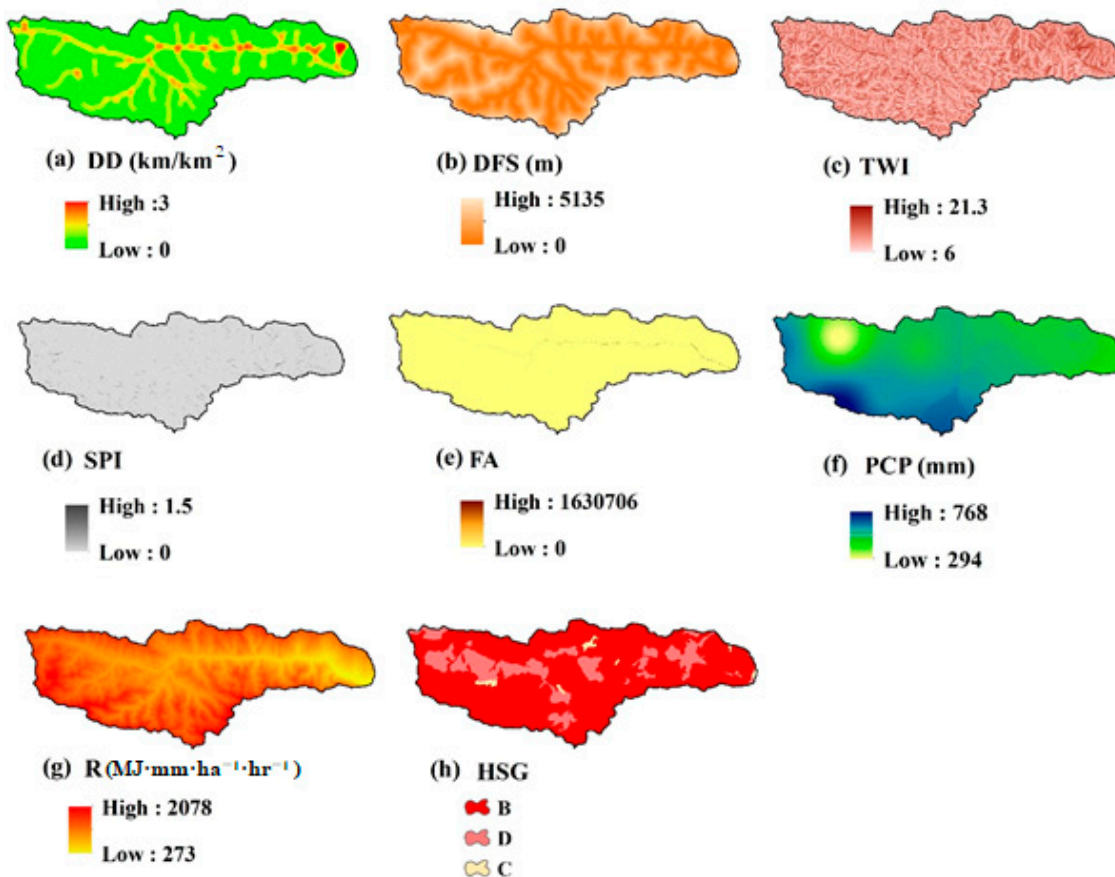 (a) DD (km/km²)
High :3
Low : 0
(b) DFS (m)
High : 5135
Low : 0
(c) TWI
High : 21.3
Low : 6
(d) SPI
High : 1.5
Low : 0
(e) FA
High : 1630706
Low : 0
(f) PCP (mm)
High : 768
Low : 294
(g) R(MJ·mm·ha⁻¹·hr⁻¹)
High : 2078
Low : 273
(h) HSG
B
D
C